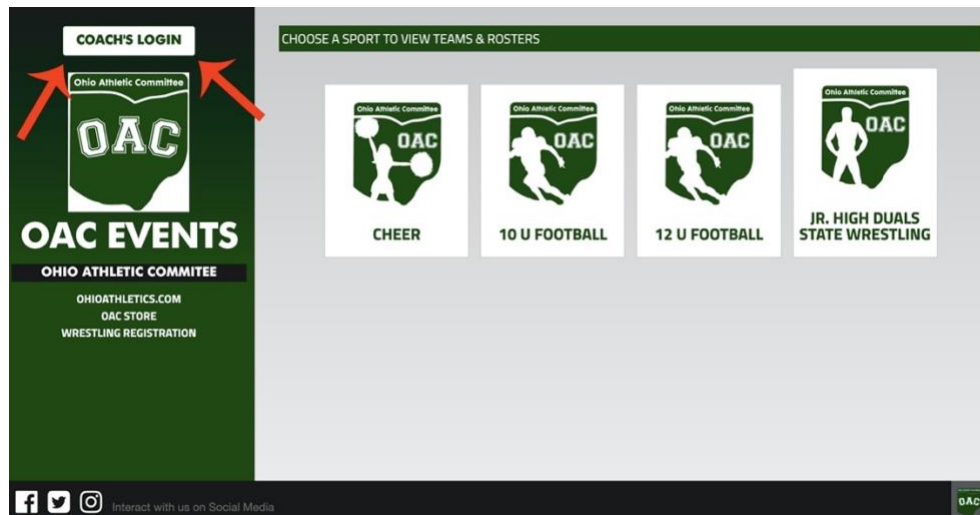 COACH'S LOGIN
Ohio Athletic Committee
OAC
OAC EVENTS
OHIO ATHLETIC COMMITEE
OHIOATHLETICS.COM
OAC STORE
WRESTLING REGISTRATION
CHOOSE A SPORT TO VIEW TEAMS & ROSTERS
Ohio Athletic Committee
OAC
CHEER
Ohio Athletic Committee
OAC
10 U FOOTBALL
Ohio Athletic Committee
OAC
12 U FOOTBALL
Ohio Athletic Committee
OAC
JR. HIGH DUALS
STATE WRESTLING
Interact with us on Social Media
OAC